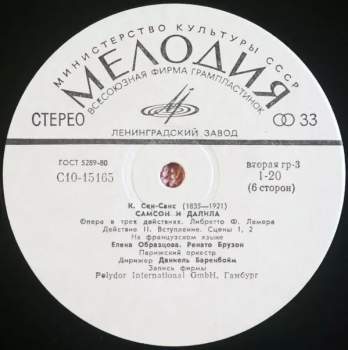 МИНИСТЕРСТВО КУЛЬТУРЫ СССР
МЕЛОДИЯ
ВСЕСОЮЗНАЯ ФИРМА ГРАМПЛАСТИНОК
СТЕРЕО
33
ЛЕНИНГРАДСКИЙ ЗАВОД
ГОСТ 5289-80
С10-15165
вторая гр-3
1-20
(6 сторон)
К. Сен-Санс (1835—1921)
САМСОН И ДАЛИЛА
Опера в трех действиях. Либретто Ф. Лемера
Действие II. Вступление. Сцены 1, 2
На французском языке
Елена Образцова, Ренато Брузон
Парижский оркестр
Дирижер Даниель Баренбойм
Запись фирмы
Polydor International GmbH, Гамбург